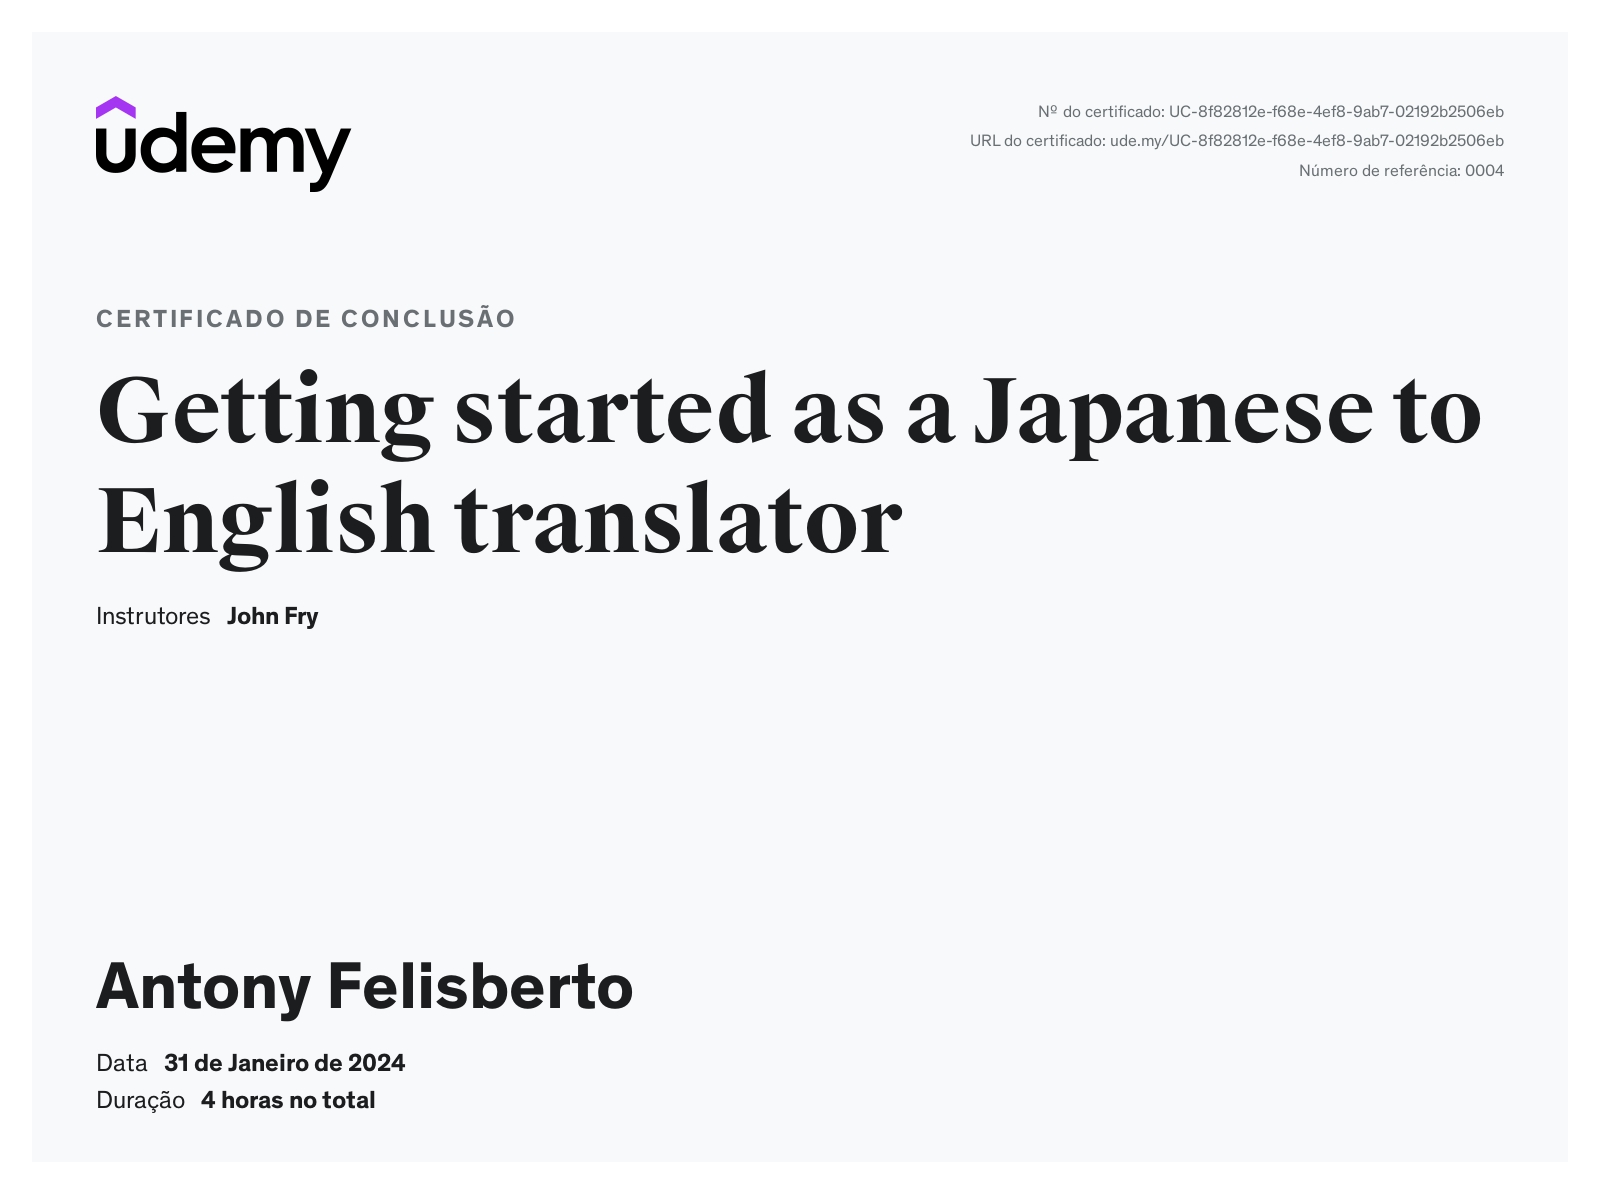 udemy
Nº do certificado: UC-8f82812e-f68e-4ef8-9ab7-02192b2506eb
URL do certificado: ude.my/UC-8f82812e-f68e-4ef8-9ab7-02192b2506eb
Número de referência: 0004
CERTIFICADO DE CONCLUSÃO
Getting started as a Japanese to
English translator
Instrutores John Fry
Antony Felisberto
Data 31 de Janeiro de 2024
Duração 4 horas no total